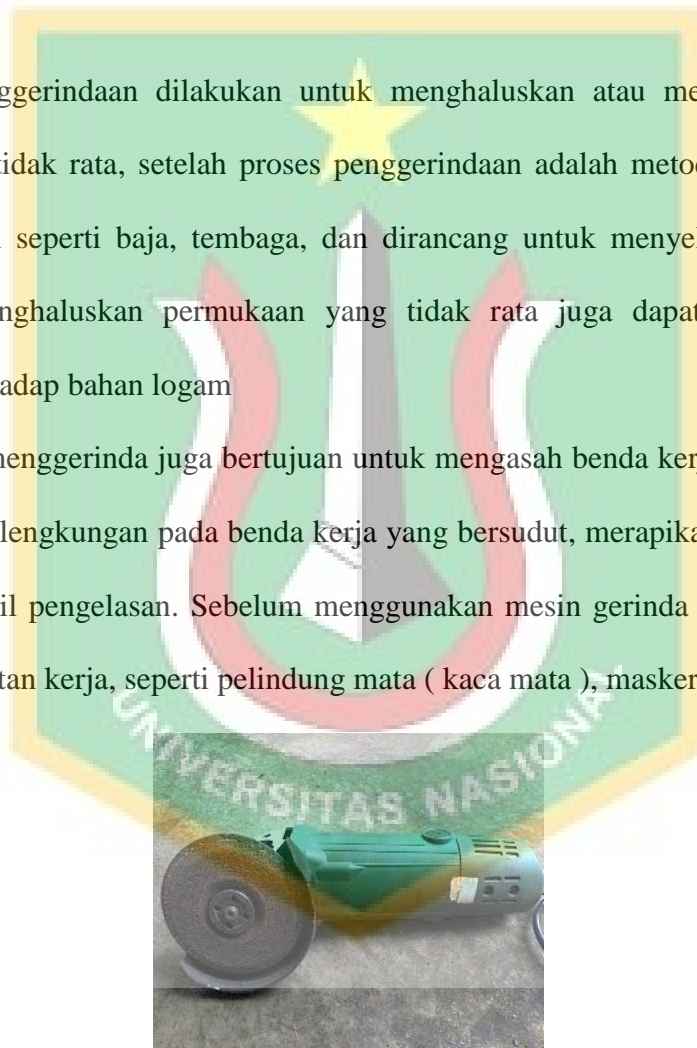 ggerindaan dilakukan untuk menghaluskan atau me
tidak rata, setelah proses penggerindaan adalah metod
seperti baja, tembaga, dan dirancang untuk menyel
nghaluskan permukaan yang tidak rata juga dapat
adap bahan logam
menggerinda juga bertujuan untuk mengasah benda kerj
lengkungan pada benda kerja yang bersudut, merapika
il pengelasan. Sebelum menggunakan mesin gerinda
tan kerja, seperti pelindung mata ( kaca mata ), masker
UNIVERSITAS NASIONAL